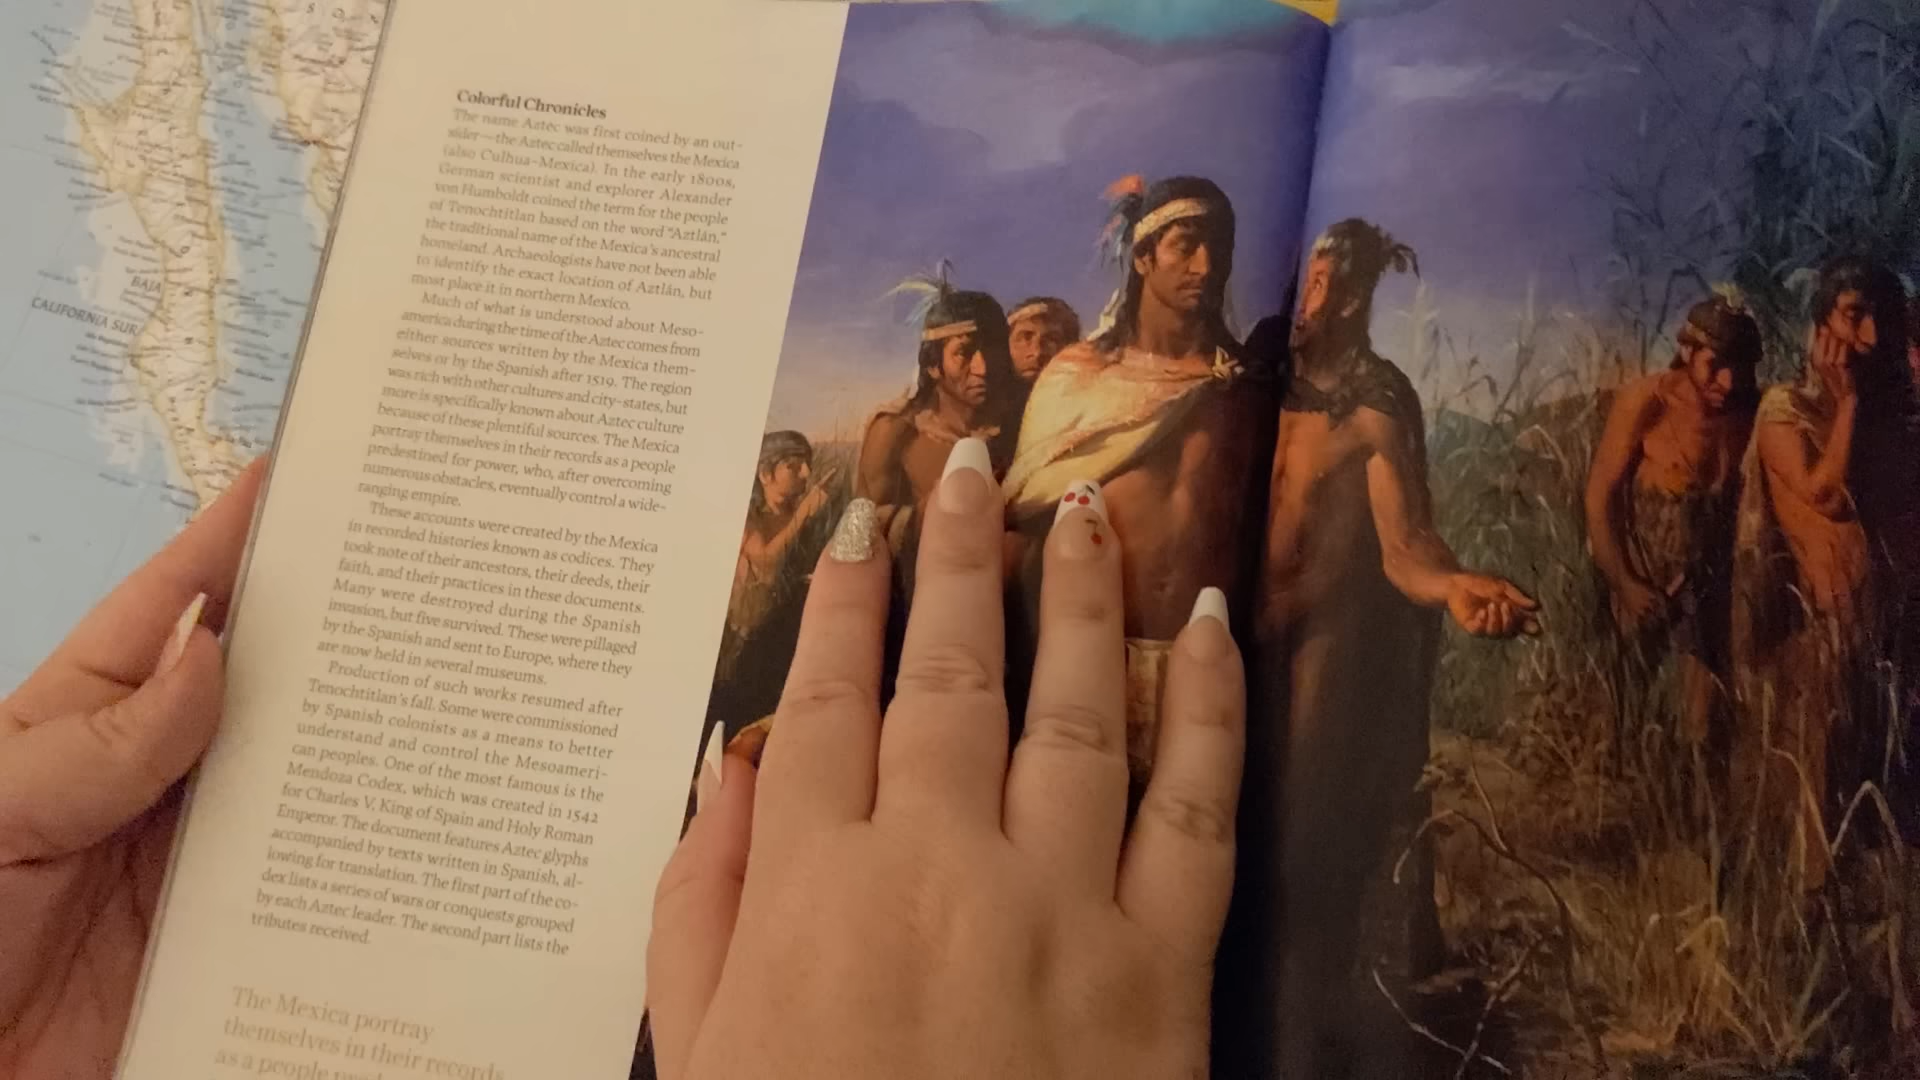 Colorful Chronicles
The name Aztec was first coined by an out-
sider—the Aztec called themselves the Mexica
(also Culhua-Mexica). In the early 1800s,
German scientist and explorer Alexander
von Humboldt coined the term for the people
of Tenochtitlan based on the word "Aztlán,"
the traditional name of the Mexica's ancestral
homeland. Archaeologists have not been able
to identify the exact location of Aztlán, but
most place it in northern Mexico.
Much of what is understood about Meso-
america during the time of the Aztec comes from
either sources written by the Mexica them-
selves or by the Spanish after 1519. The region
was rich with other cultures and city-states, but
more is specifically known about Aztec culture
because of these plentiful sources. The Mexica
portray themselves in their records as a people
predestined for power, who, after overcoming
numerous obstacles, eventually control a wide-
ranging empire.
These accounts were created by the Mexica
in recorded histories known as codices. They
took note of their ancestors, their deeds, their
faith, and their practices in these documents.
Many were destroyed during the Spanish
invasion, but five survived. These were pillaged
by the Spanish and sent to Europe, where they
are now held in several museums.
Production of such works resumed after
Tenochtitlan's fall. Some were commissioned
by Spanish colonists as a means to better
understand and control the Mesoameri-
can peoples. One of the most famous is the
Mendoza Codex, which was created in 1542
for Charles V, King of Spain and Holy Roman
Emperor. The document features Aztec glyphs
accompanied by texts written in Spanish, al-
lowing for translation. The first part of the co-
dex lists a series of wars or conquests grouped
by each Aztec leader. The second part lists the
tributes received.
The Mexica portray
themselves in their records
as a people
BAJA
CALIFORNIA SUR